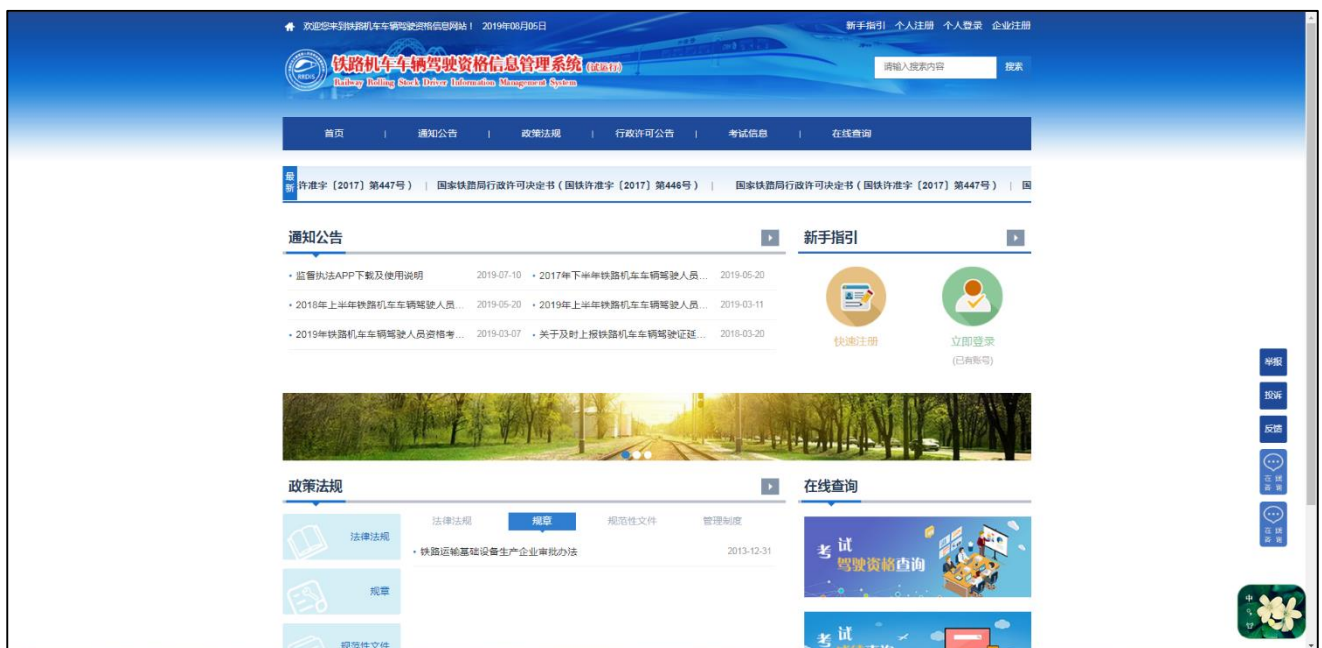 欢迎您来到铁路机车车辆驾驶资格信息网站！ 2019年08月05日
新手指引 个人注册 个人登录 企业注册
铁路机车车辆驾驶资格信息管理系统 (试运行)
Railway Rolling Stock Driver Information Management System
请输入搜索内容 搜索
首页 | 通知公告 | 政策法规 | 行政许可公告 | 考试信息 | 在线查询
最新
许准字〔2017〕第447号） | 国家铁路局行政许可决定书（国铁许准字〔2017〕第446号） | 国家铁路局行政许可决定书（国铁许准字〔2017〕第447号） | 国
通知公告
新手指引
监督执法APP下载及使用说明 2019-07-10
2017年下半年铁路机车车辆驾驶人员... 2019-05-20
2018年上半年铁路机车车辆驾驶人员... 2019-05-20
2019年上半年铁路机车车辆驾驶人员... 2019-03-11
2019年铁路机车车辆驾驶人员资格考... 2019-03-07
关于及时上报铁路机车车辆驾驶证延... 2018-03-20
快速注册
立即登录
(已有账号)
举报
投诉
反馈
在线咨询
在线咨询
政策法规
在线查询
法律法规 规章 规范性文件 管理制度
铁路运输基础设备生产企业审批办法 2013-12-31
法律法规
规章
规范性文件
考试
驾驶资格查询
考试
中